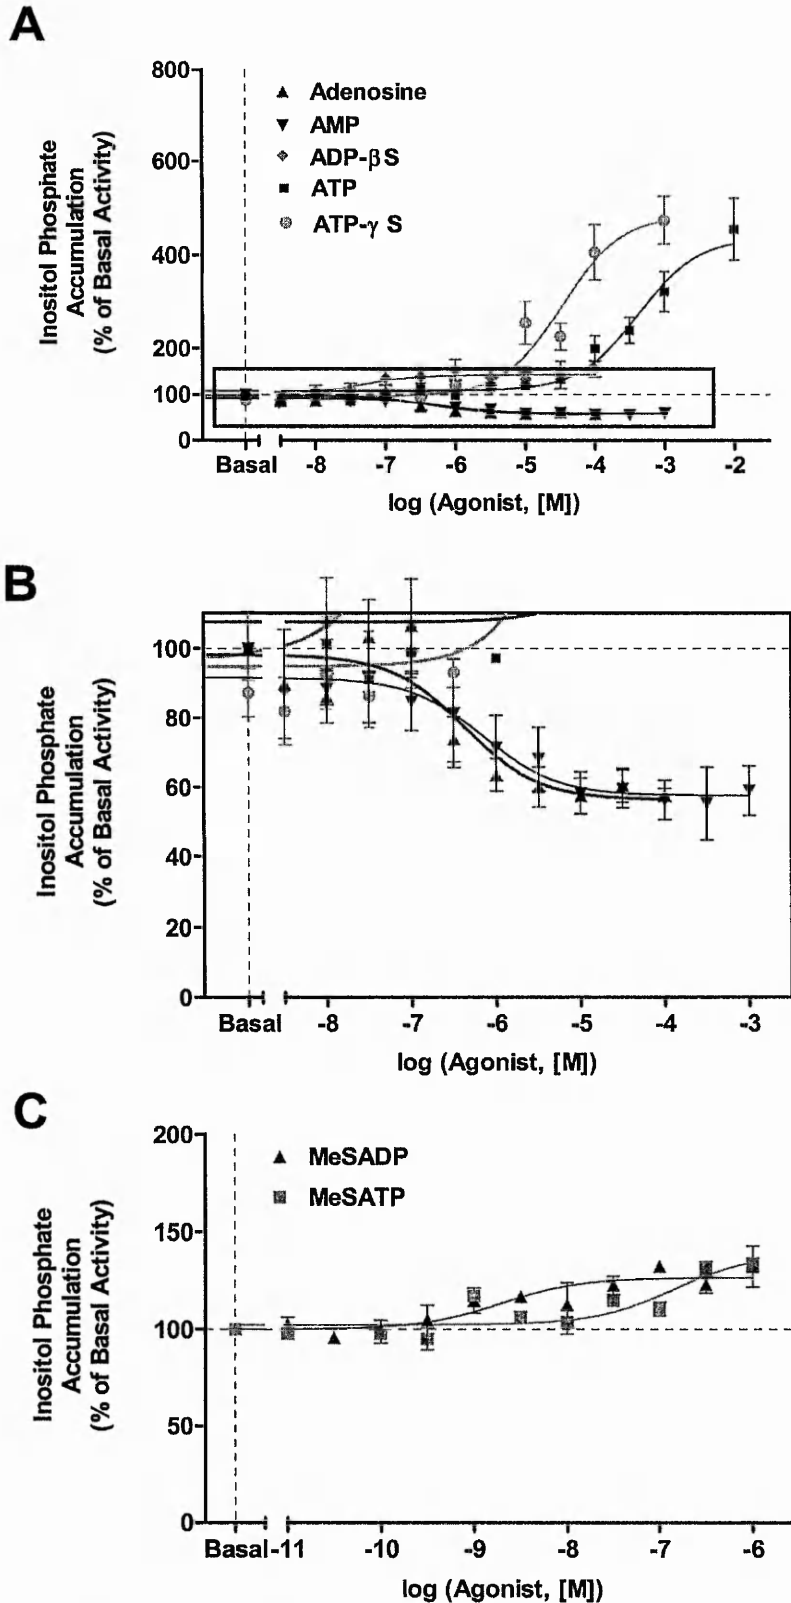 A
Inositol Phosphate
Accumulation
(% of Basal Activity)
800
600
400
200
100
0
Adenosine
AMP
ADP-βS
ATP
ATP-γ S
Basal -8 -7 -6 -5 -4 -3 -2
log (Agonist, [M])
B
Inositol Phosphate
Accumulation
(% of Basal Activity)
100
80
60
40
20
0
Basal -8 -7 -6 -5 -4 -3
log (Agonist, [M])
C
Inositol Phosphate
Accumulation
(% of Basal Activity)
200
150
100
50
0
MeSADP
MeSATP
Basal -11 -10 -9 -8 -7 -6
log (Agonist, [M])